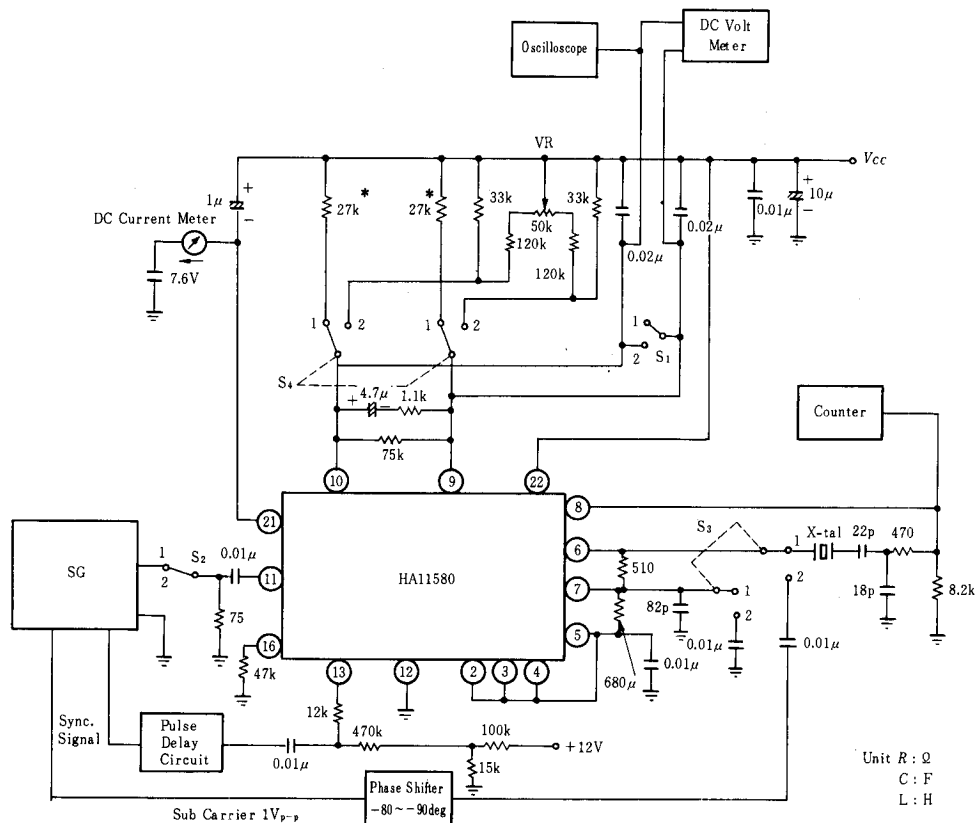 Oscilloscope
DC Volt
Meter
VR
VCC
1μ
+
-
DC Current Meter
7.6V
27k
*
27k
*
33k
50k
120k
120k
33k
0.02μ
0.02μ
0.01μ
10μ
+
-
1
2
1
2
1
2
S1
S4
4.7μ
+
-
1.1k
75k
Counter
10
9
22
21
8
SG
1
2
S2
0.01μ
11
75
16
47k
HA11580
6
7
5
510
82p
680μ
0.01μ
S3
1
2
1
2
0.01μ
0.01μ
X-tal
22p
470
18p
8.2k
13
12
2
3
4
12k
Sync.
Signal
Pulse
Delay
Circuit
0.01μ
470k
100k
+12V
15k
Sub Carrier 1Vp-p
Phase Shifter
-80~-90deg
Unit R : Ω
C : F
L : H